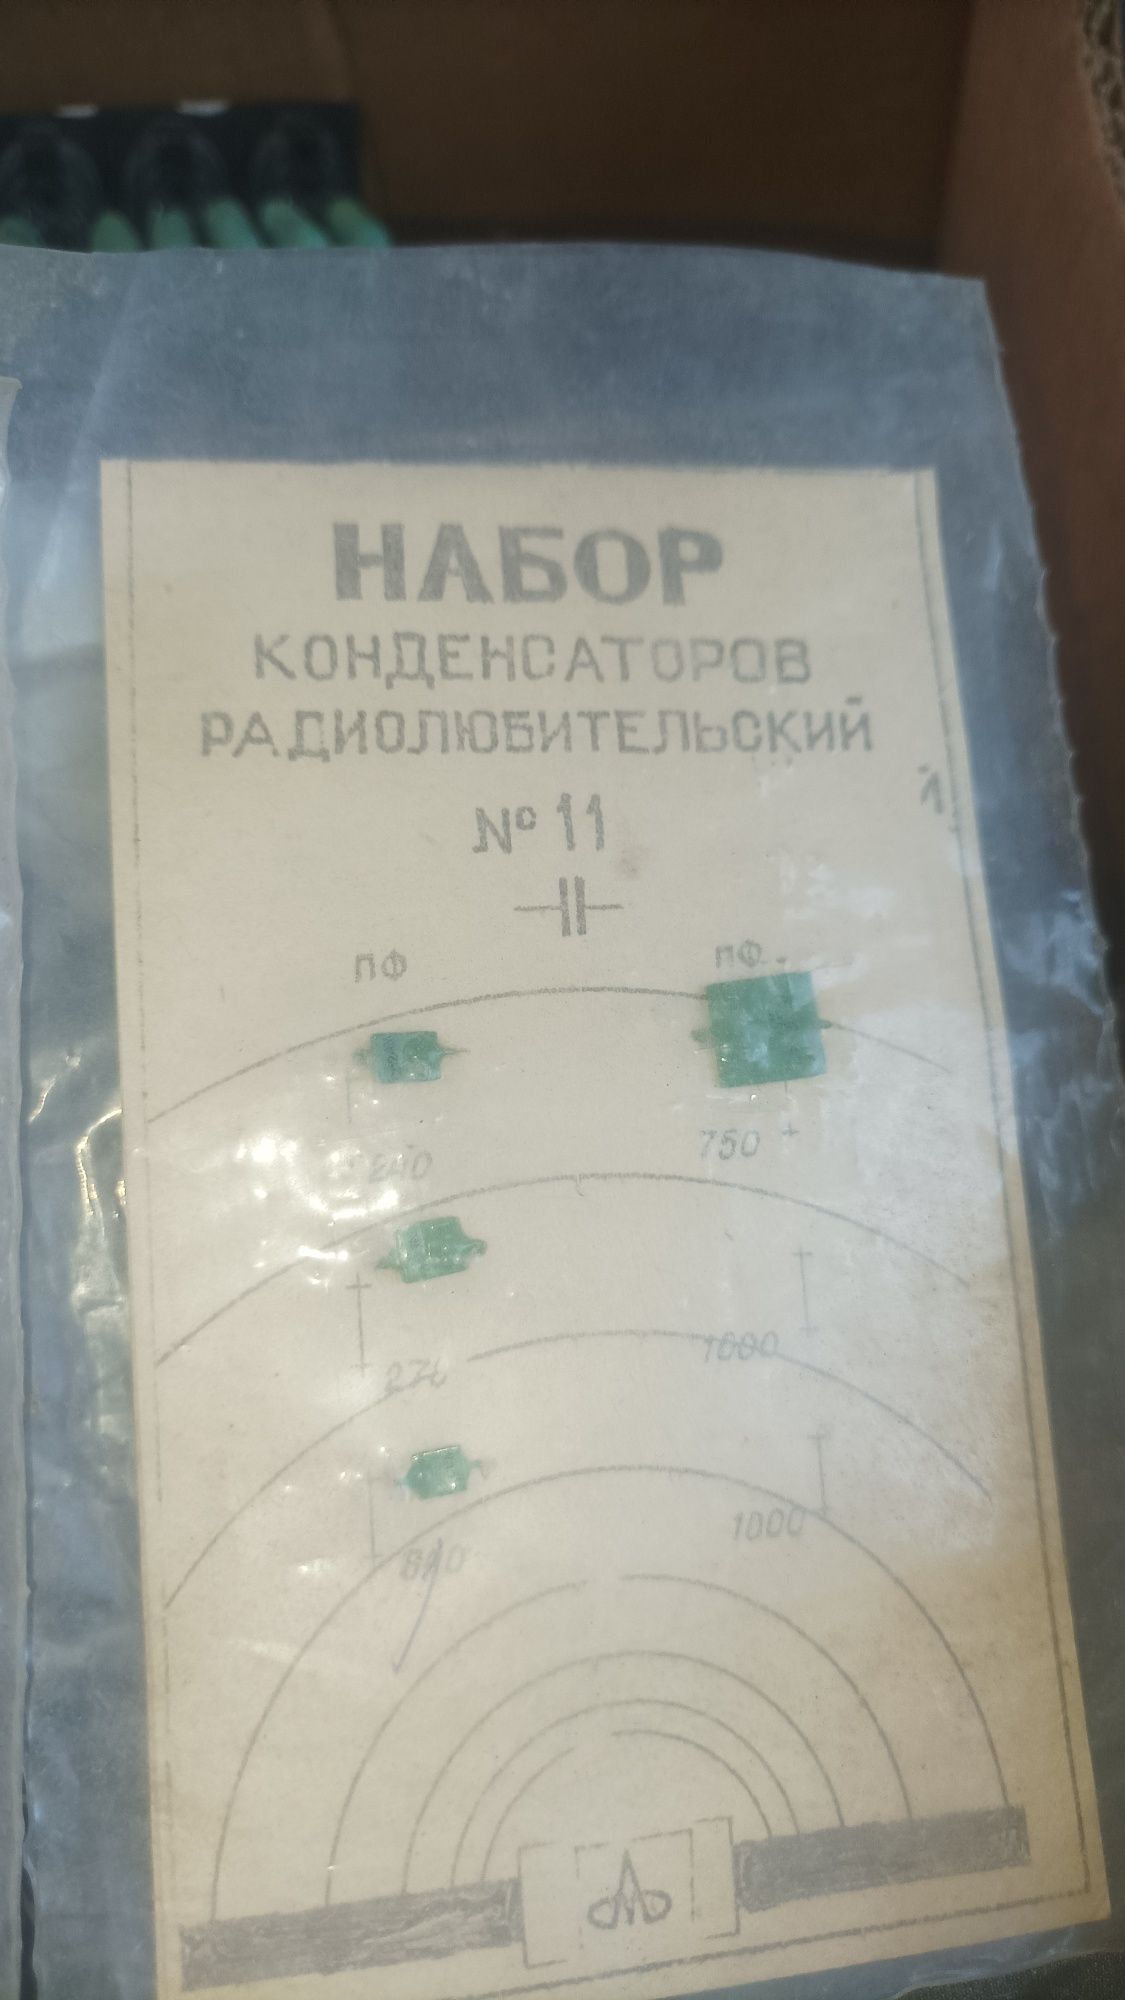 НАБОР
КОНДЕНСАТОРОВ
РАДИОЛЮБИТЕЛЬСКИЙ
№ 11
ПФ ПФ
240 750
1000
1000